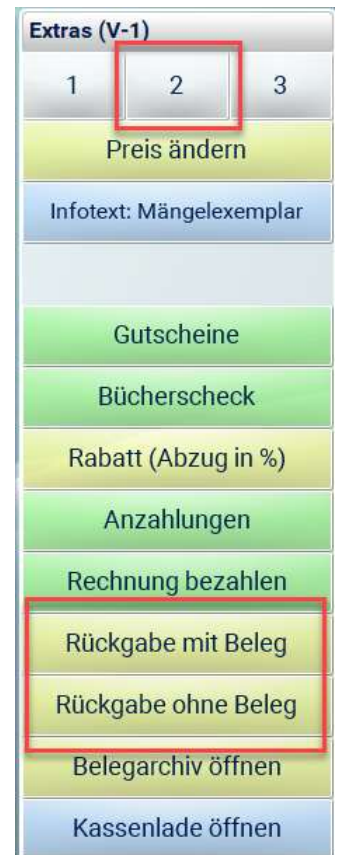 Extras (V-1)
1 2 3
Preis ändern
Infotext: Mängelexemplar
Gutscheine
Bücherscheck
Rabatt (Abzug in %)
Anzahlungen
Rechnung bezahlen
Rückgabe mit Beleg
Rückgabe ohne Beleg
Belegarchiv öffnen
Kassenlade öffnen